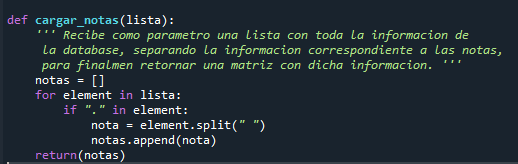 def cargar_notas(lista):
    ''' Recibe como parametro una lista con toda la informacion de
     la database, separando la informacion correspondiente a las notas,
     para finalmen retornar una matriz con dicha informacion. '''
    notas = []
    for element in lista:
        if "." in element:
            nota = element.split(" ")
            notas.append(nota)
    return(notas)